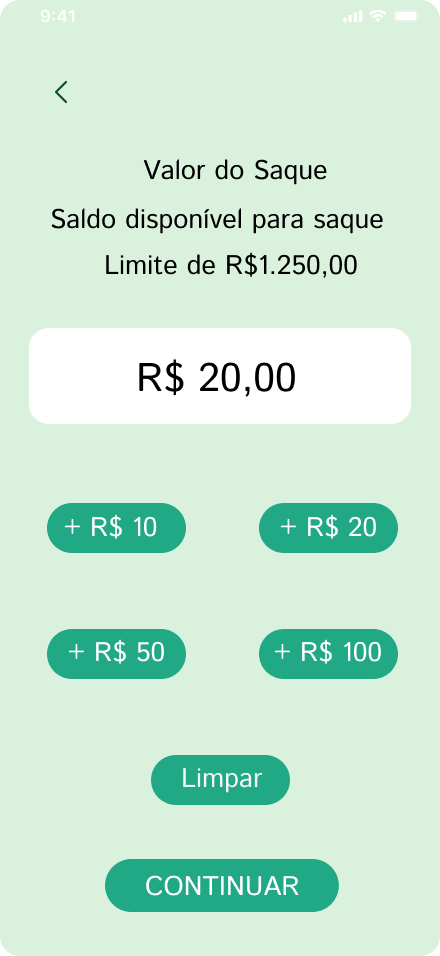 9:41
Valor do Saque
Saldo disponível para saque
Limite de R$1.250,00
R$ 20,00
+ R$ 10
+ R$ 20
+ R$ 50
+ R$ 100
Limpar
CONTINUAR